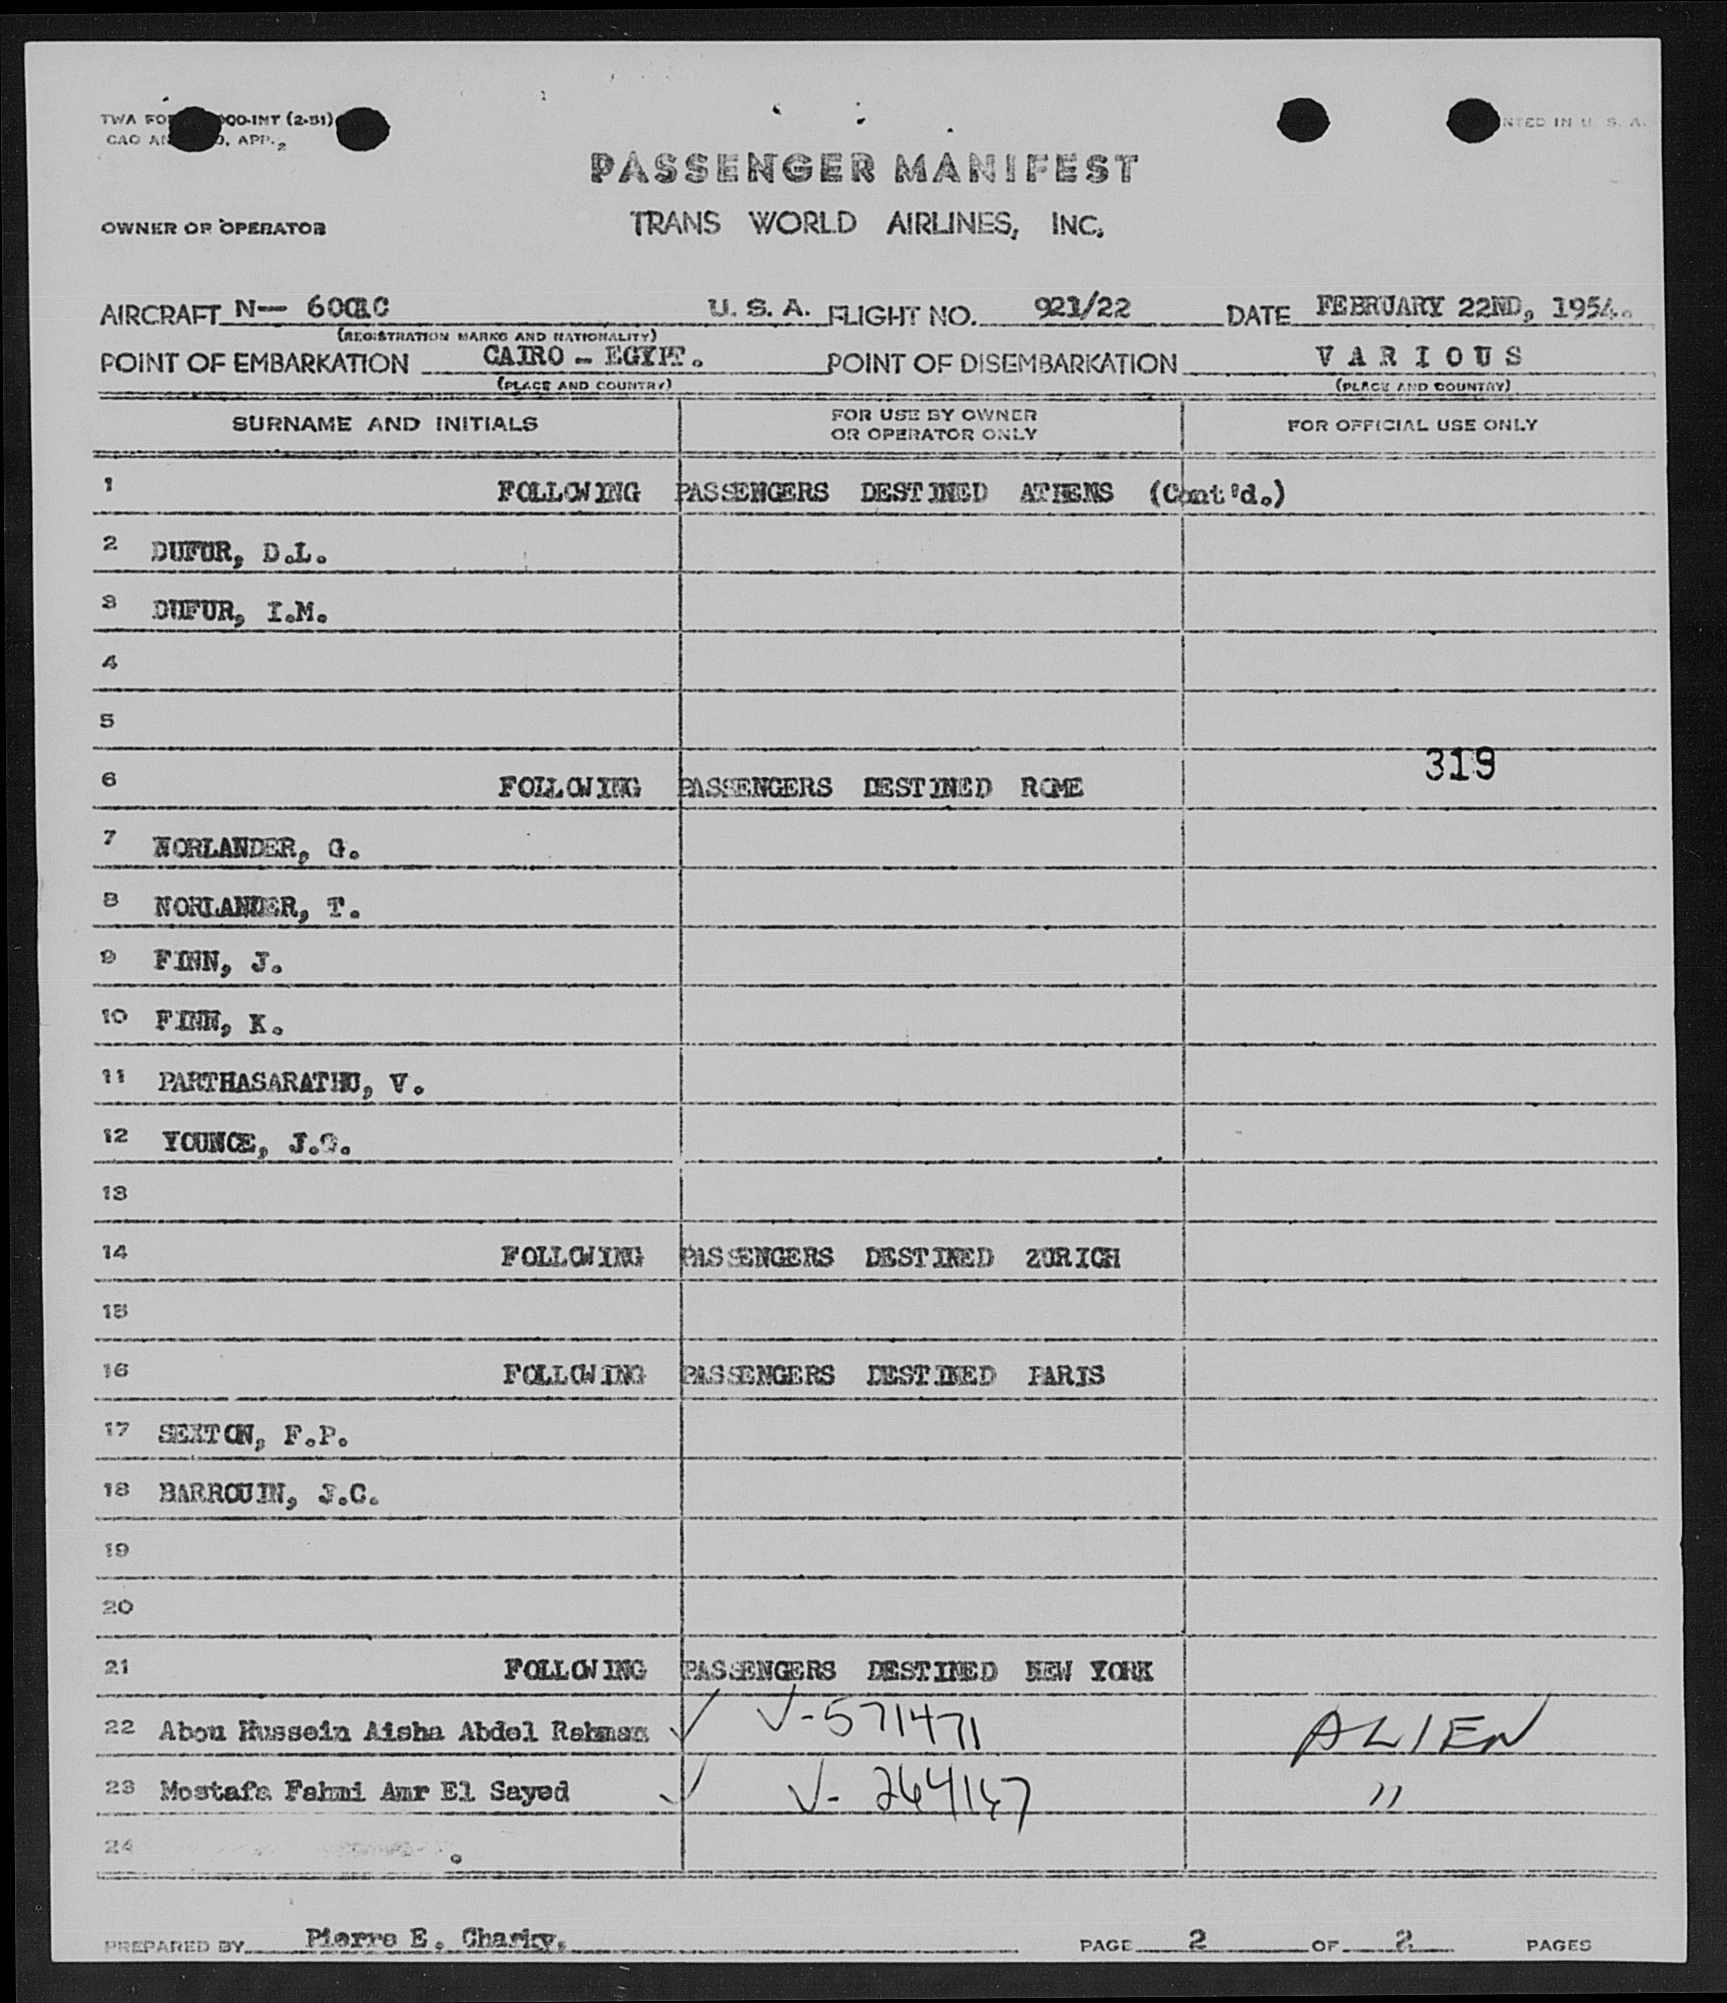 TWA FO 00-INT (2-51)
CAO AN D, APP. 2
NTED IN U. S. A.
PASSENGER MANIFEST
OWNER OR OPERATOR TRANS WORLD AIRLINES, INC.
AIRCRAFT N— 6001C U. S. A. FLIGHT NO. 921/22 DATE FEBRUARY 22ND, 1954.
(REGISTRATION MARKS AND NATIONALITY)
POINT OF EMBARKATION CAIRO - EGYPT. POINT OF DISEMBARKATION VARIOUS
(PLACE AND COUNTRY) (PLACE AND COUNTRY)
SURNAME AND INITIALS FOR USE BY OWNER OR OPERATOR ONLY FOR OFFICIAL USE ONLY
1 FOLLOWING PASSENGERS DESTINED ATHENS (Cont'd.)
2 DUFUR, D.L.
3 DUFUR, I.M.
4
5
319
6 FOLLOWING PASSENGERS DESTINED ROME
7 NORLANDER, G.
8 NORLANDER, T.
9 FINN, J.
10 FINN, K.
11 PARTHASARATHU, V.
12 YOUNCE, J.
13
14 FOLLOWING PASSENGERS DESTINED ZURICH
15
16 FOLLOWING PASSENGERS DESTINED PARIS
17 SEXTON, F.P.
18 BARROUIN, J.C.
19
20
21 FOLLOWING PASSENGERS DESTINED NEW YORK
22 Abou Hussein Aisha Abdel Rahman ✓ V-571471 ALIEN
23 Mostafa Fahmi Amr El Sayed ✓ V-264147 "
24
PREPARED BY Pierre E. Charky. PAGE 2 OF 2 PAGES